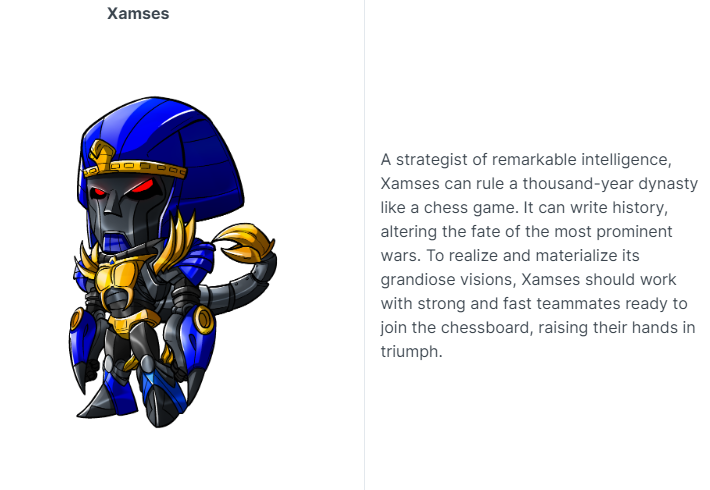 Xamses
A strategist of remarkable intelligence,
Xamses can rule a thousand-year dynasty
like a chess game. It can write history,
altering the fate of the most prominent
wars. To realize and materialize its
grandiose visions, Xamses should work
with strong and fast teammates ready to
join the chessboard, raising their hands in
triumph.